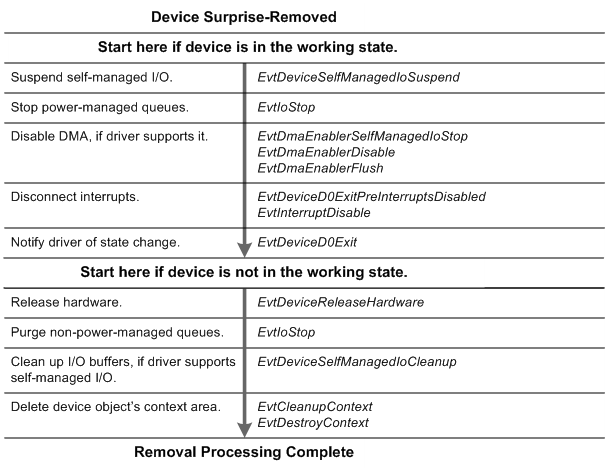 Device Surprise-Removed
Start here if device is in the working state.
Suspend self-managed I/O.
EvtDeviceSelfManagedIoSuspend
Stop power-managed queues.
EvtIoStop
Disable DMA, if driver supports it.
EvtDmaEnablerSelfManagedIoStop
EvtDmaEnablerDisable
EvtDmaEnablerFlush
Disconnect interrupts.
EvtDeviceD0ExitPreInterruptsDisabled
EvtInterruptDisable
Notify driver of state change.
EvtDeviceD0Exit
Start here if device is not in the working state.
Release hardware.
EvtDeviceReleaseHardware
Purge non-power-managed queues.
EvtIoStop
Clean up I/O buffers, if driver supports
self-managed I/O.
EvtDeviceSelfManagedIoCleanup
Delete device object's context area.
EvtCleanupContext
EvtDestroyContext
Removal Processing Complete